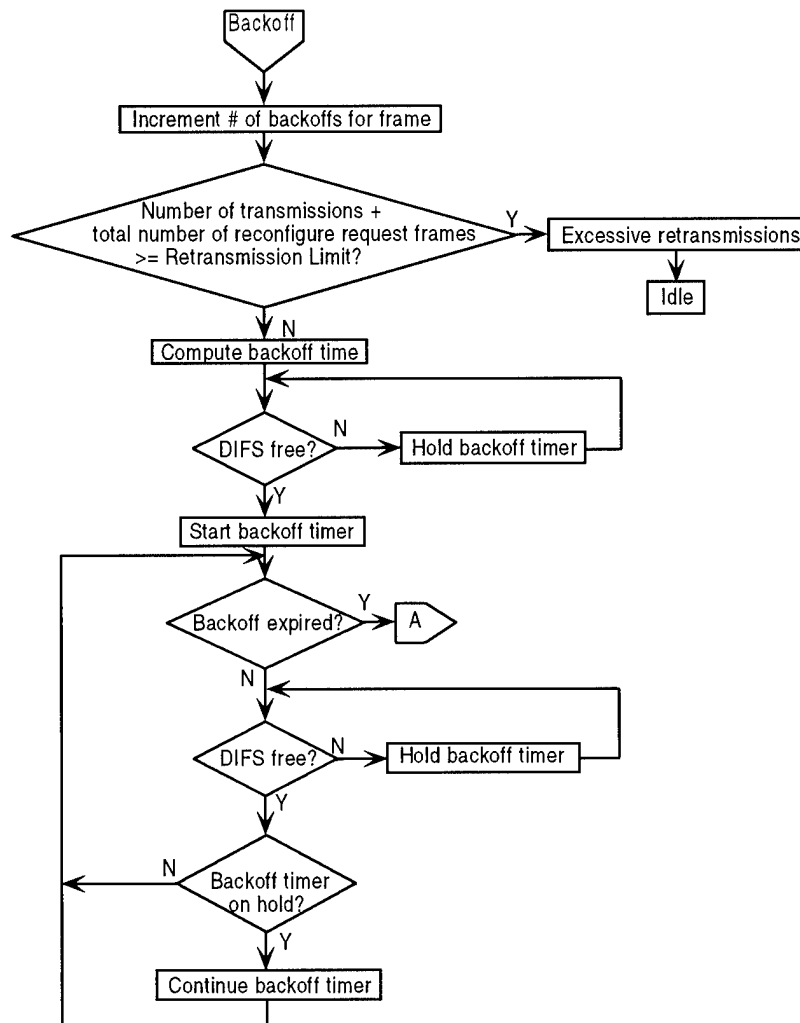 Backoff
Increment # of backoffs for frame
Number of transmissions +
total number of reconfigure request frames
>= Retransmission Limit?
Y
Excessive retransmissions
Idle
N
Compute backoff time
DIFS free?
N
Hold backoff timer
Y
Start backoff timer
Backoff expired?
Y
A
N
DIFS free?
N
Hold backoff timer
Y
N
Backoff timer
on hold?
Y
Continue backoff timer